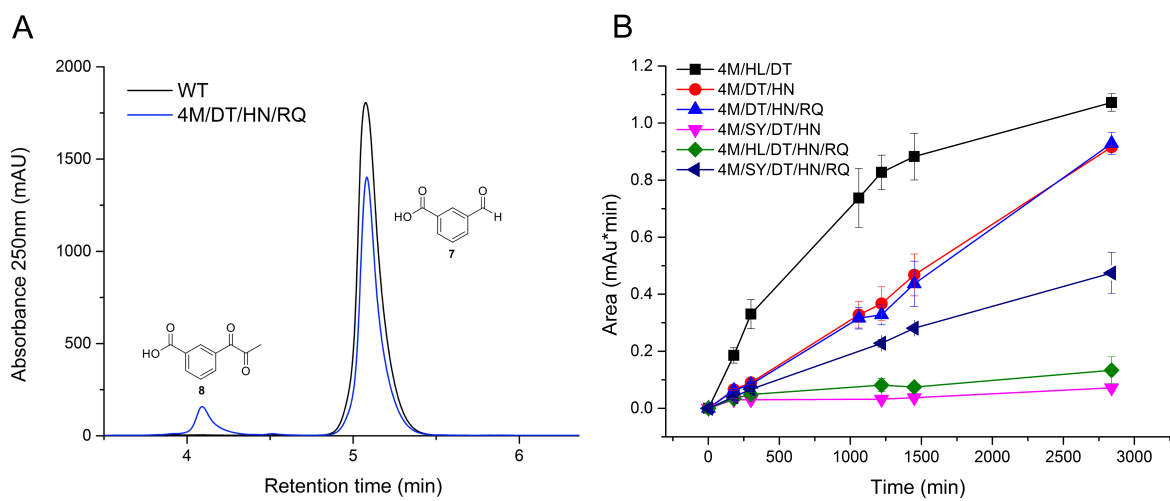 A
WT
4M/DT/HN/RQ
Absorbance 250nm (mAU)
2000
1500
1000
500
0
4
5
6
Retention time (min)
HO
O
O
O
8
HO
O
O
H
7
B
4M/HL/DT
4M/DT/HN
4M/DT/HN/RQ
4M/SY/DT/HN
4M/HL/DT/HN/RQ
4M/SY/DT/HN/RQ
Area (mAu*min)
1.2
1.0
0.8
0.6
0.4
0.2
0.0
0
500
1000
1500
2000
2500
3000
Time (min)